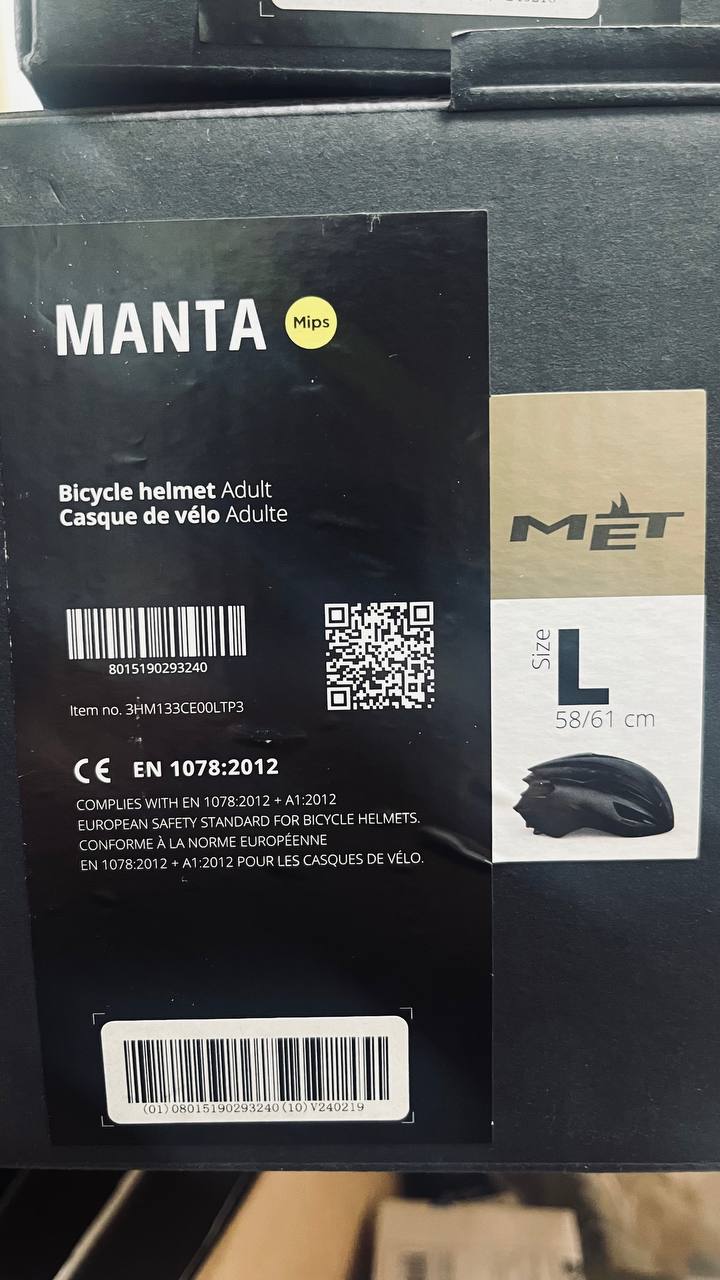 MANTA Mips
Bicycle helmet Adult
Casque de vélo Adulte
8015190293240
Item no. 3HM133CE00LTP3
CE EN 1078:2012
COMPLIES WITH EN 1078:2012 + A1:2012
EUROPEAN SAFETY STANDARD FOR BICYCLE HELMETS.
CONFORME À LA NORME EUROPÉENNE
EN 1078:2012 + A1:2012 POUR LES CASQUES DE VÉLO.
(01)08015190293240(10)V240219
MET
Size L
58/61 cm